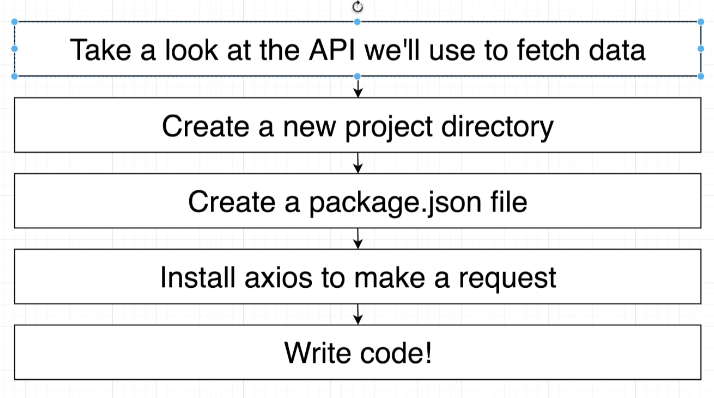 Take a look at the API we'll use to fetch data
Create a new project directory
Create a package.json file
Install axios to make a request
Write code!